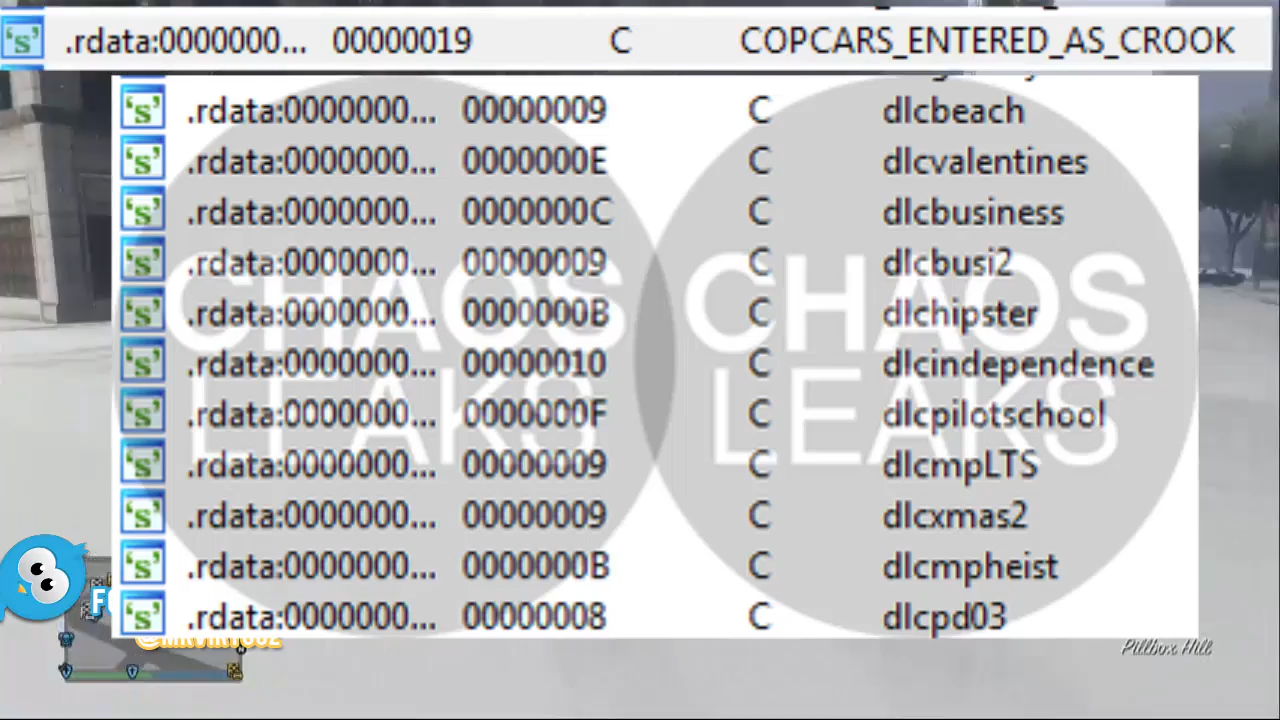 's' .rdata:0000000... 00000019 C COPCARS_ENTERED_AS_CROOK
's' .rdata:0000000... 00000009 C dlcbeach
's' .rdata:0000000... 0000000E C dlcvalentines
's' .rdata:0000000... 0000000C C dlcbusiness
's' .rdata:0000000... 00000009 C dlcbusi2
's' .rdata:0000000... 0000000B C dlchipster
's' .rdata:0000000... 00000010 C dlcindependence
's' .rdata:0000000... 0000000F C dlcpilotschool
's' .rdata:0000000... 00000009 C dlcmpLTS
's' .rdata:0000000... 00000009 C dlcxmas2
's' .rdata:0000000... 0000000B C dlcmpheist
's' .rdata:0000000... 00000008 C dlcpd03
CHAOS CHAOS
LEAKS LEAKS
Pillbox Hill